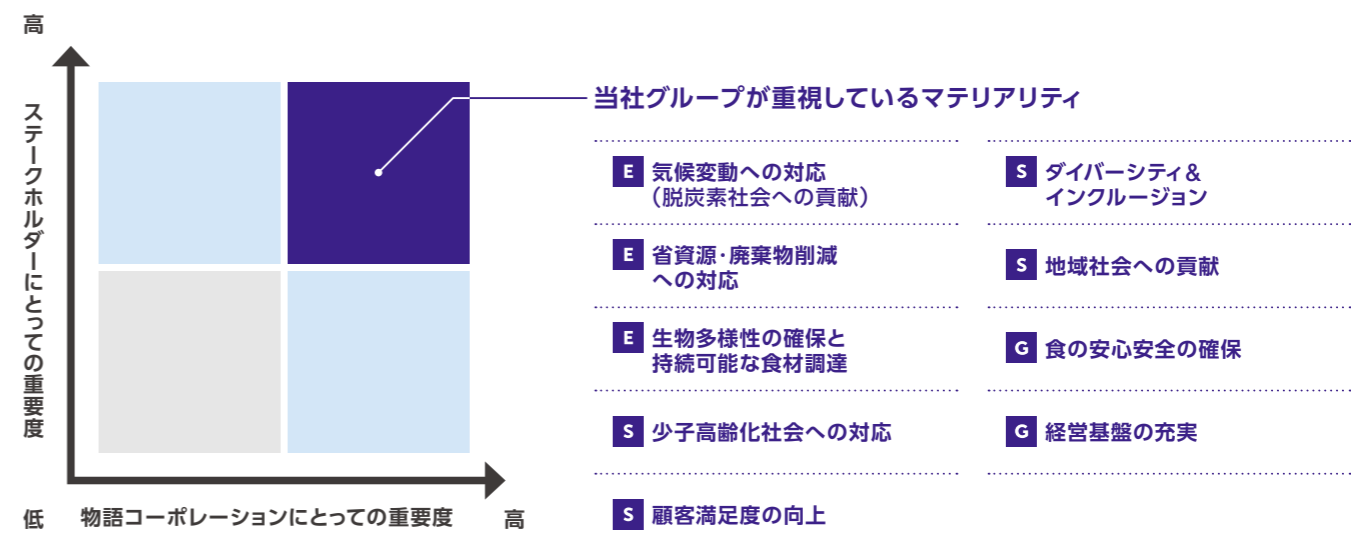 高
ステークホルダーにとっての重要度
低
物語コーポレーションにとっての重要度
高
当社グループが重視しているマテリアリティ
E 気候変動への対応
（脱炭素社会への貢献）
E 省資源・廃棄物削減
への対応
E 生物多様性の確保と
持続可能な食材調達
S 少子高齢化社会への対応
S 顧客満足度の向上
S ダイバーシティ＆
インクルージョン
S 地域社会への貢献
G 食の安心安全の確保
G 経営基盤の充実